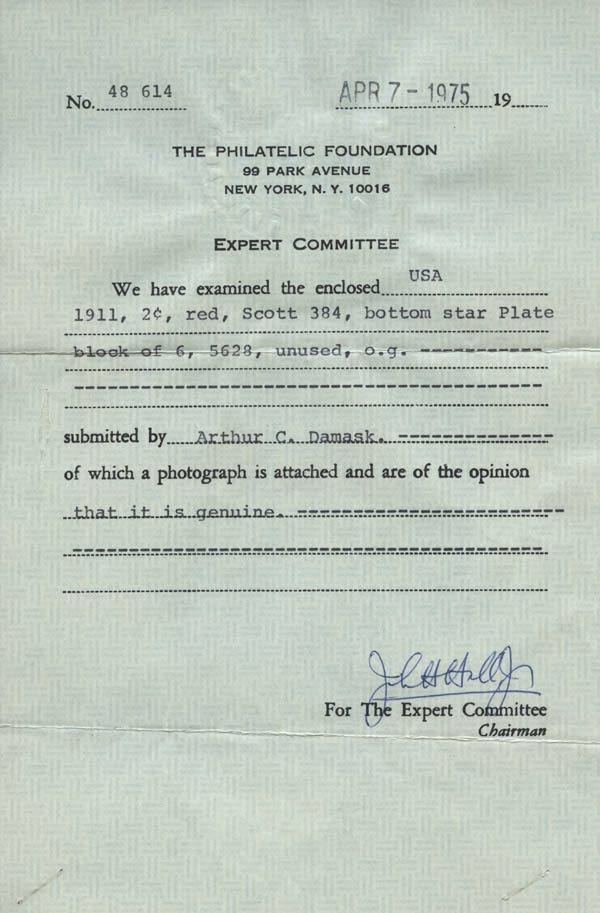 No. 48 614
APR 7 - 1975 19
THE PHILATELIC FOUNDATION
99 PARK AVENUE
NEW YORK, N. Y. 10016
EXPERT COMMITTEE
We have examined the enclosed USA
1911, 2¢, red, Scott 384, bottom star Plate
block of 6, 5628, unused, o.g.
submitted by Arthur C. Damask.
of which a photograph is attached and are of the opinion
that it is genuine.
John H Hall Jr
For The Expert Committee
Chairman